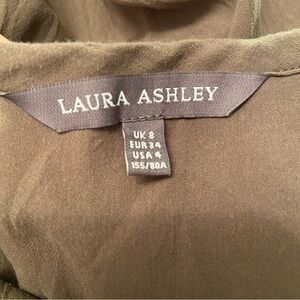 LAURA ASHLEY
UK 8
EUR 34
USA 4
155/80A